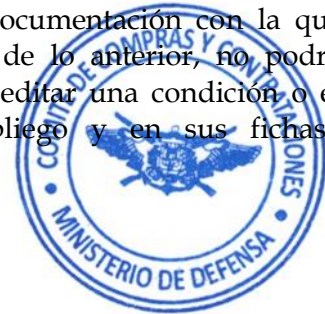 ocumentación con la qu
de lo anterior, no podr
editar una condición o e
pliego y en sus fichas
COMITÉ DE COMPRAS Y CONTRATACIONES
MINISTERIO DE DEFENSA